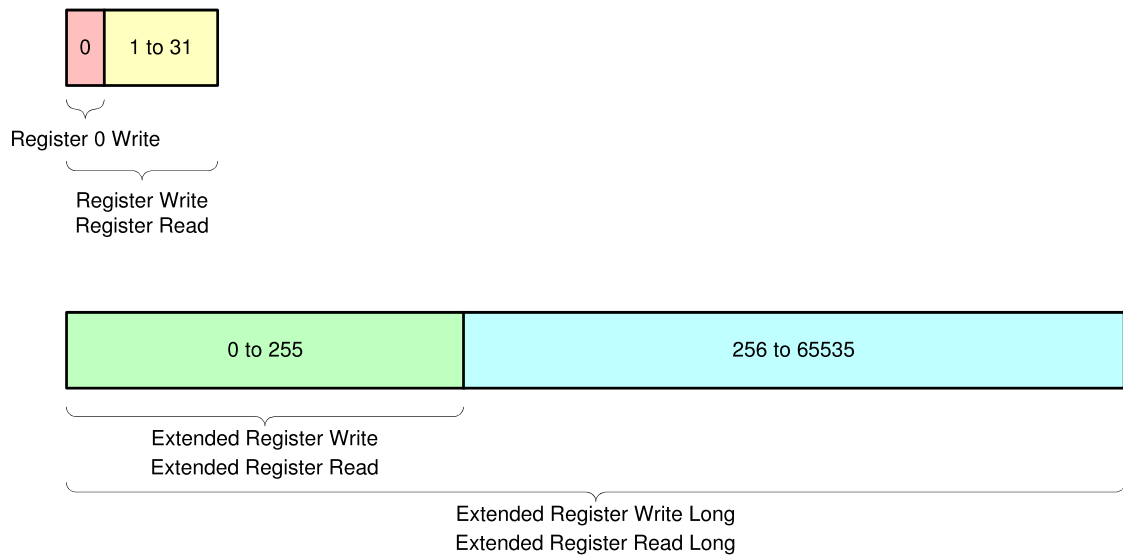 0
1 to 31
Register 0 Write
Register Write
Register Read
0 to 255
256 to 65535
Extended Register Write
Extended Register Read
Extended Register Write Long
Extended Register Read Long